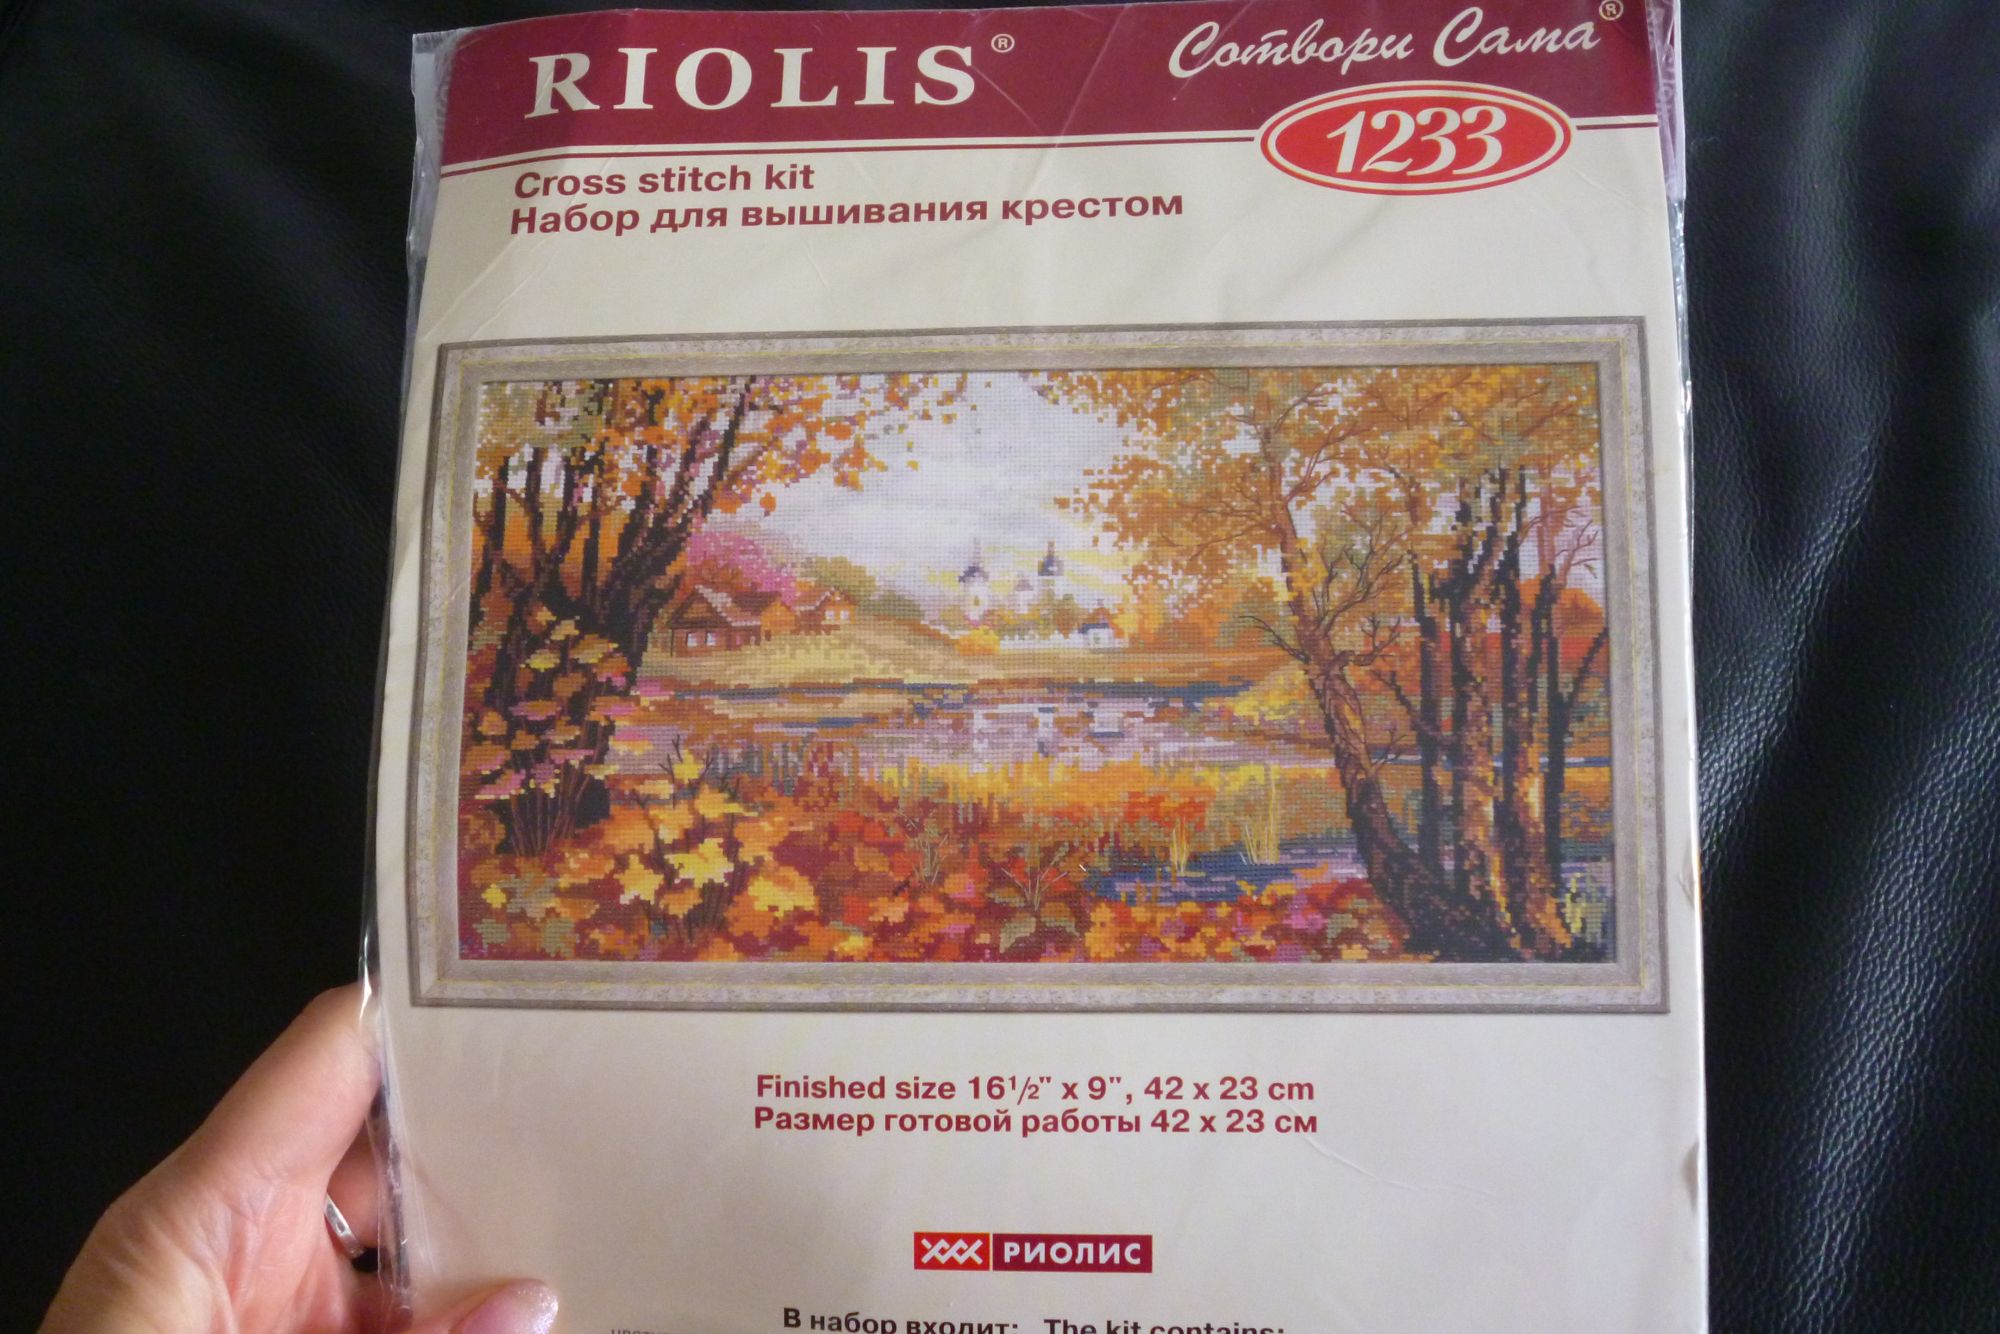 RIOLIS®
Сотвори Сама®
1233
Cross stitch kit
Набор для вышивания крестом
Finished size 16½" x 9", 42 x 23 cm
Размер готовой работы 42 x 23 см
РИОЛИС
В набор входит: The kit contains: